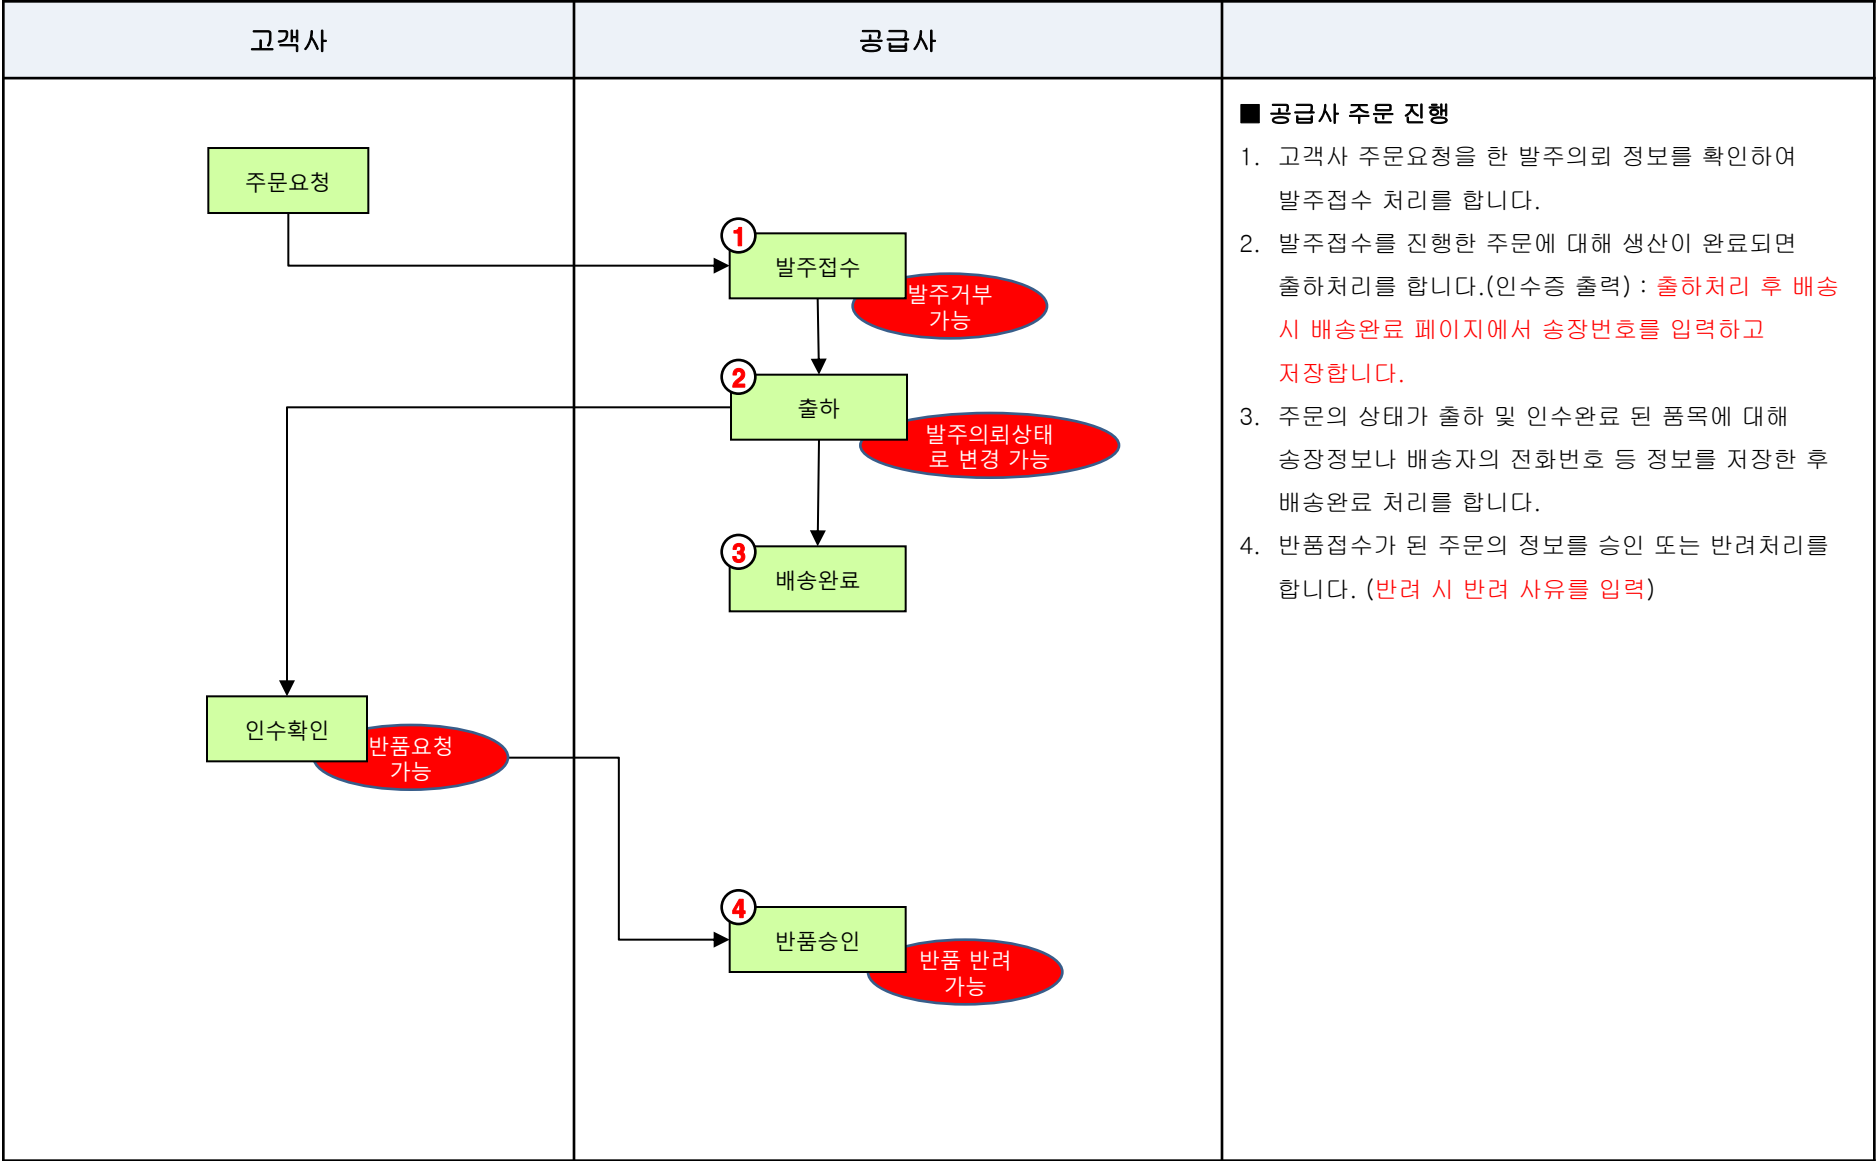 고객사
공급사
주문요청
1
발주접수
발주거부
가능
2
출하
발주의뢰상태
로 변경 가능
3
배송완료
인수확인
반품요청
가능
4
반품승인
반품 반려
가능
■ 공급사 주문 진행
1. 고객사 주문요청을 한 발주의뢰 정보를 확인하여
발주접수 처리를 합니다.
2. 발주접수를 진행한 주문에 대해 생산이 완료되면
출하처리를 합니다.(인수증 출력) : 출하처리 후 배송
시 배송완료 페이지에서 송장번호를 입력하고
저장합니다.
3. 주문의 상태가 출하 및 인수완료 된 품목에 대해
송장정보나 배송자의 전화번호 등 정보를 저장한 후
배송완료 처리를 합니다.
4. 반품접수가 된 주문의 정보를 승인 또는 반려처리를
합니다. (반려 시 반려 사유를 입력)